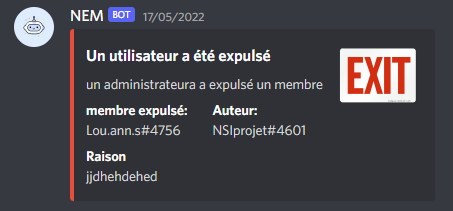 NEM BOT 17/05/2022
Un utilisateur a été expulsé
un administrateura a expulsé un membre
EXIT
membre expulsé: Auteur:
Lou.ann.s#4756 NSIprojet#4601
Raison
jjdhehdehed